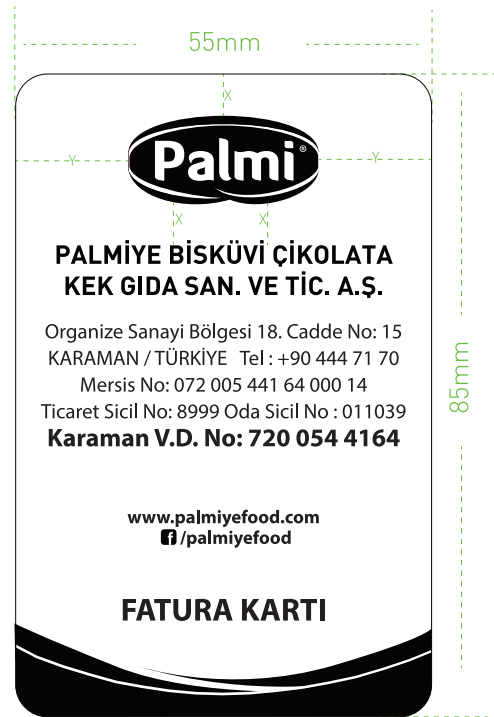 55mm
X
Palmi®
Y Y
X X
PALMİYE BİSKÜVİ ÇİKOLATA
KEK GIDA SAN. VE TİC. A.Ş.
Organize Sanayi Bölgesi 18. Cadde No: 15
KARAMAN / TÜRKİYE Tel : +90 444 71 70
Mersis No: 072 005 441 64 000 14
Ticaret Sicil No: 8999 Oda Sicil No : 011039
Karaman V.D. No: 720 054 4164
85mm
www.palmiyefood.com
f /palmiyefood
FATURA KARTI